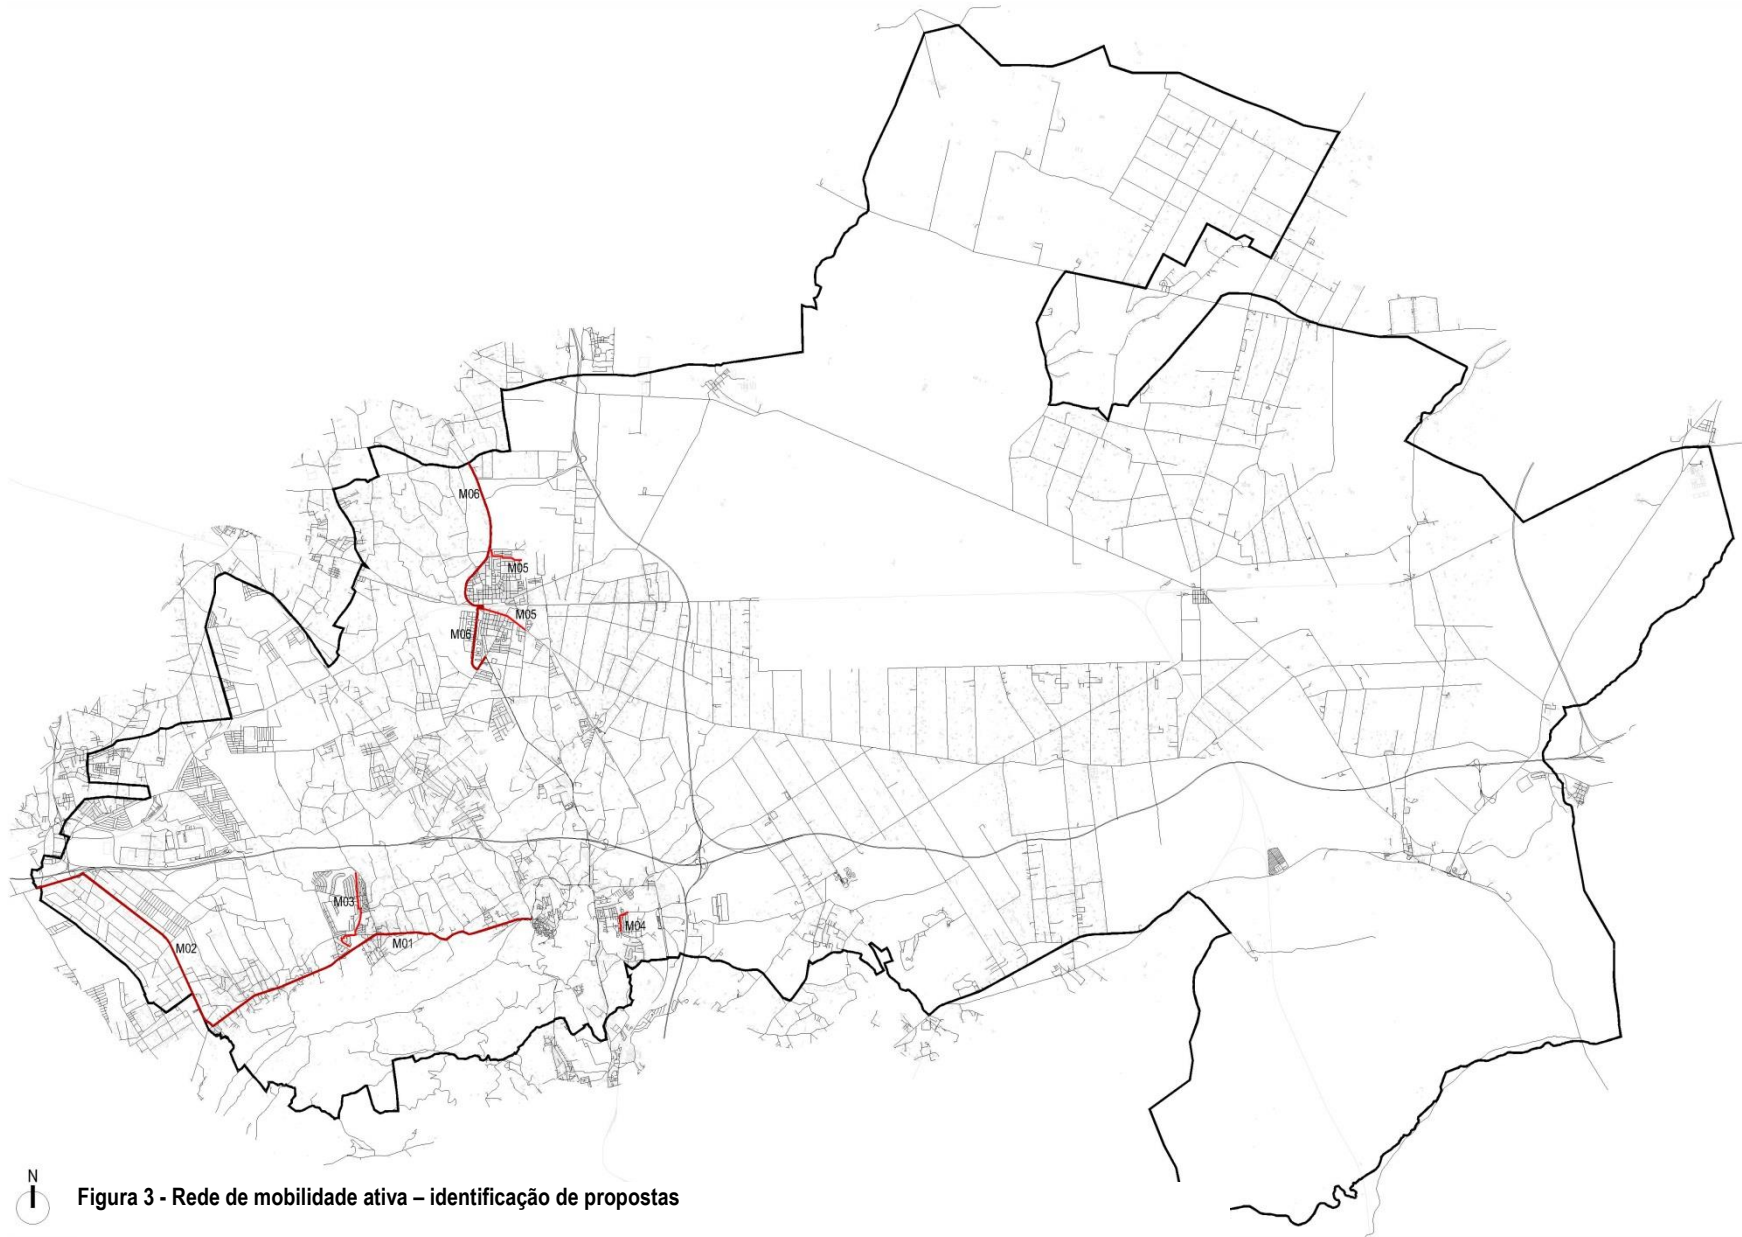 M06
M05
M05
M06
M03
M04
M01
M02
N
Figura 3 - Rede de mobilidade ativa – identificação de propostas